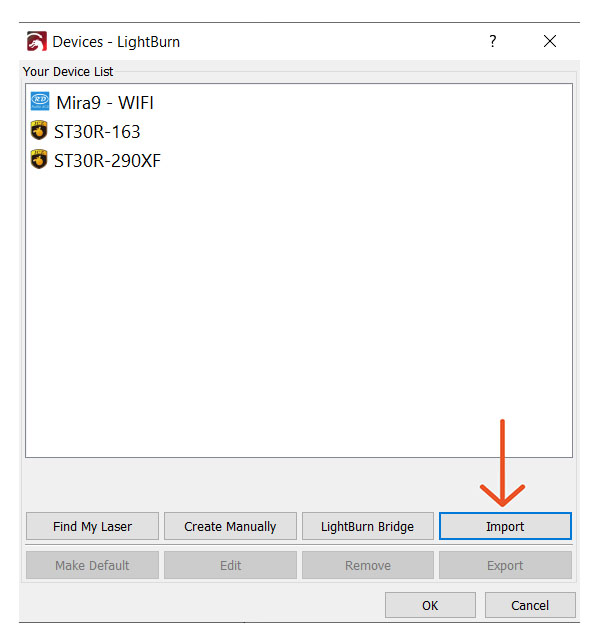 Devices - LightBurn
Your Device List
Mira9 - WIFI
ST30R-163
ST30R-290XF
Find My Laser Create Manually LightBurn Bridge Import
Make Default Edit Remove Export
OK Cancel